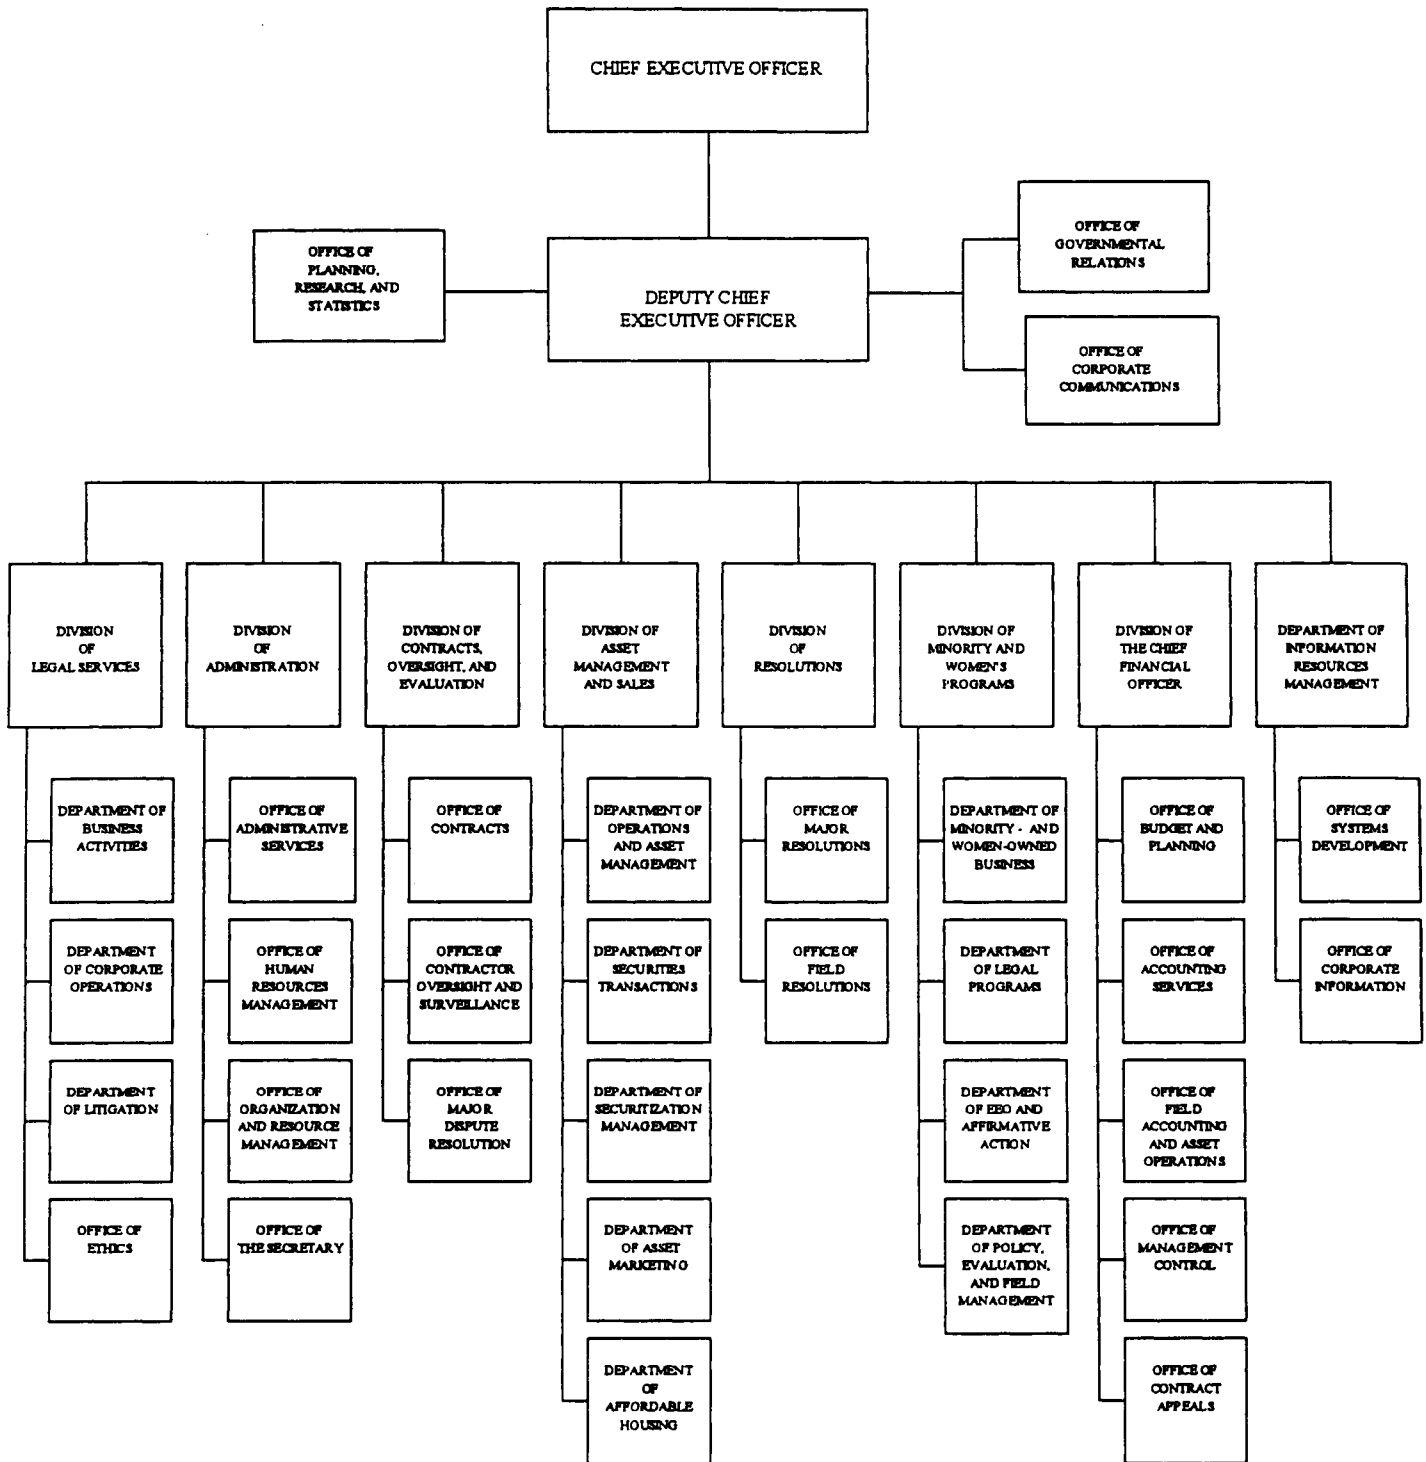 CHIEF EXECUTIVE OFFICER
OFFICE OF
PLANNING,
RESEARCH, AND
STATISTICS
DEPUTY CHIEF
EXECUTIVE OFFICER
OFFICE OF
GOVERNMENTAL
RELATIONS
OFFICE OF
CORPORATE
COMMUNICATIONS
DIVISION
OF
LEGAL SERVICES
DIVISION
OF
ADMINISTRATION
DIVISION OF
CONTRACTS,
OVERSIGHT, AND
EVALUATION
DIVISION OF
ASSET
MANAGEMENT
AND SALES
DIVISION
OF
RESOLUTIONS
DIVISION OF
MINORITY AND
WOMEN'S
PROGRAMS
DIVISION OF
THE CHIEF
FINANCIAL
OFFICER
DEPARTMENT OF
INFORMATION
RESOURCES
MANAGEMENT
DEPARTMENT OF
BUSINESS
ACTIVITIES
OFFICE OF
ADMINISTRATIVE
SERVICES
OFFICE OF
CONTRACTS
DEPARTMENT OF
OPERATIONS
AND ASSET
MANAGEMENT
OFFICE OF
MAJOR
RESOLUTIONS
DEPARTMENT OF
MINORITY - AND
WOMEN-OWNED
BUSINESS
OFFICE OF
BUDGET AND
PLANNING
OFFICE OF
SYSTEMS
DEVELOPMENT
DEPARTMENT
OF CORPORATE
OPERATIONS
OFFICE OF
HUMAN
RESOURCES
MANAGEMENT
OFFICE OF
CONTRACTOR
OVERSIGHT AND
SURVEILLANCE
DEPARTMENT OF
SECURITIES
TRANSACTIONS
OFFICE OF
FIELD
RESOLUTIONS
DEPARTMENT
OF LEGAL
PROGRAMS
OFFICE OF
ACCOUNTING
SERVICES
OFFICE OF
CORPORATE
INFORMATION
DEPARTMENT
OF LITIGATION
OFFICE OF
ORGANIZATION
AND RESOURCE
MANAGEMENT
OFFICE OF
MAJOR
DISPUTE
RESOLUTION
DEPARTMENT OF
SECURITIZATION
MANAGEMENT
DEPARTMENT
OF EEO AND
AFFIRMATIVE
ACTION
OFFICE OF
FIELD
ACCOUNTING
AND ASSET
OPERATIONS
OFFICE OF
ETHICS
OFFICE OF
THE SECRETARY
DEPARTMENT
OF ASSET
MARKETING
DEPARTMENT
OF POLICY,
EVALUATION,
AND FIELD
MANAGEMENT
OFFICE OF
MANAGEMENT
CONTROL
DEPARTMENT
OF
AFFORDABLE
HOUSING
OFFICE OF
CONTRACT
APPEALS